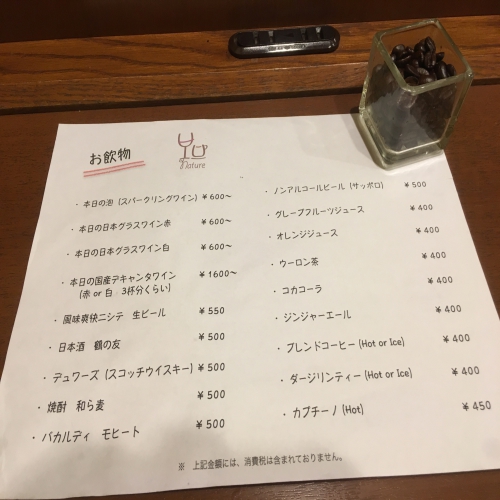 お飲物
nature
・本日の泡 (スパークリングワイン) ¥600〜
・本日の日本グラスワイン赤 ¥600〜
・本日の日本グラスワイン白 ¥600〜
・本日の国産デキャンタワイン ¥1600〜
(赤 or 白 3杯分くらい)
・風味爽快ニシテ 生ビール ¥550
・日本酒 鶴の友 ¥500
・デュワーズ (スコッチウイスキー) ¥500
・焼酎 和ら麦 ¥500
・バカルディ モヒート ¥500
・ノンアルコールビール (サッポロ) ¥500
・グレープフルーツジュース ¥400
・オレンジジュース ¥400
・ウーロン茶 ¥400
・コカコーラ ¥400
・ジンジャーエール ¥400
・ブレンドコーヒー (Hot or Ice) ¥400
・ダージリンティー (Hot or Ice) ¥400
・カプチーノ (Hot) ¥450
※ 上記金額には、消費税は含まれておりません。